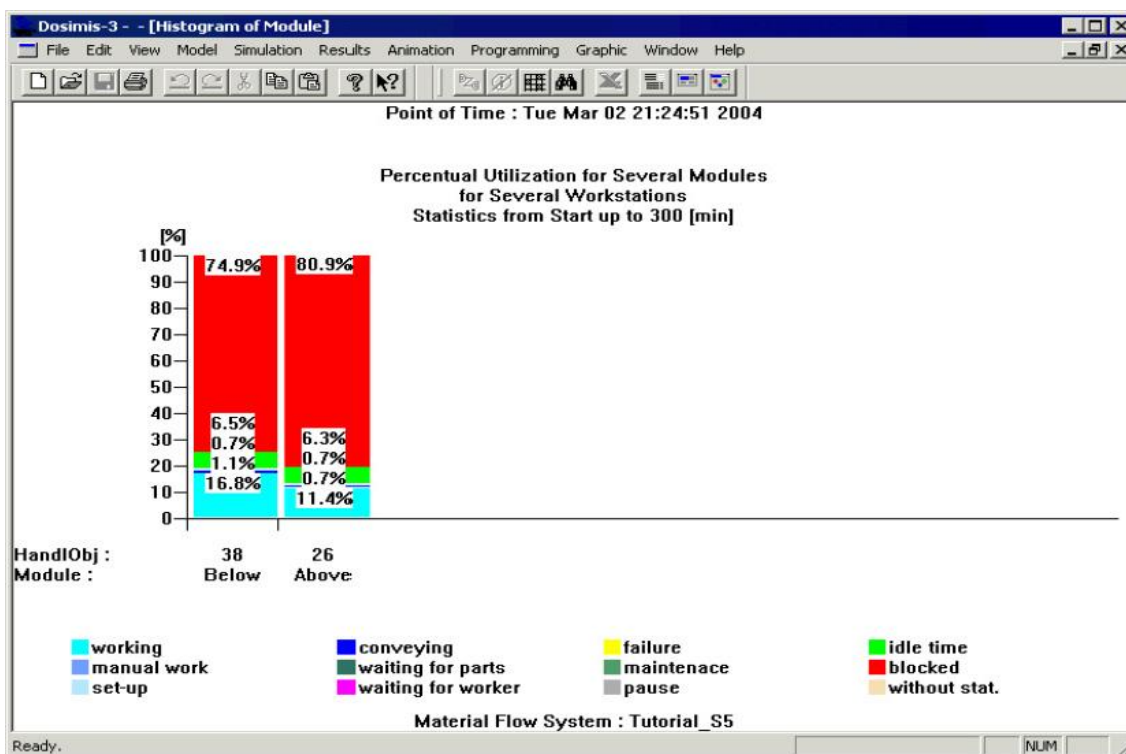 Dosimis-3 - - [Histogram of Module]
File Edit View Model Simulation Results Animation Programming Graphic Window Help
Point of Time : Tue Mar 02 21:24:51 2004
Percentual Utilization for Several Modules
for Several Workstations
Statistics from Start up to 300 [min]
[%]
100
90
80
70
60
50
40
30
20
10
0
74.9% 80.9%
6.5% 6.3%
0.7% 0.7%
1.1% 0.7%
16.8% 11.4%
HandlObj : 38 26
Module : Below Above
working conveying failure idle time
manual work waiting for parts maintenace blocked
set-up waiting for worker pause without stat.
Material Flow System : Tutorial_S5
Ready. NUM